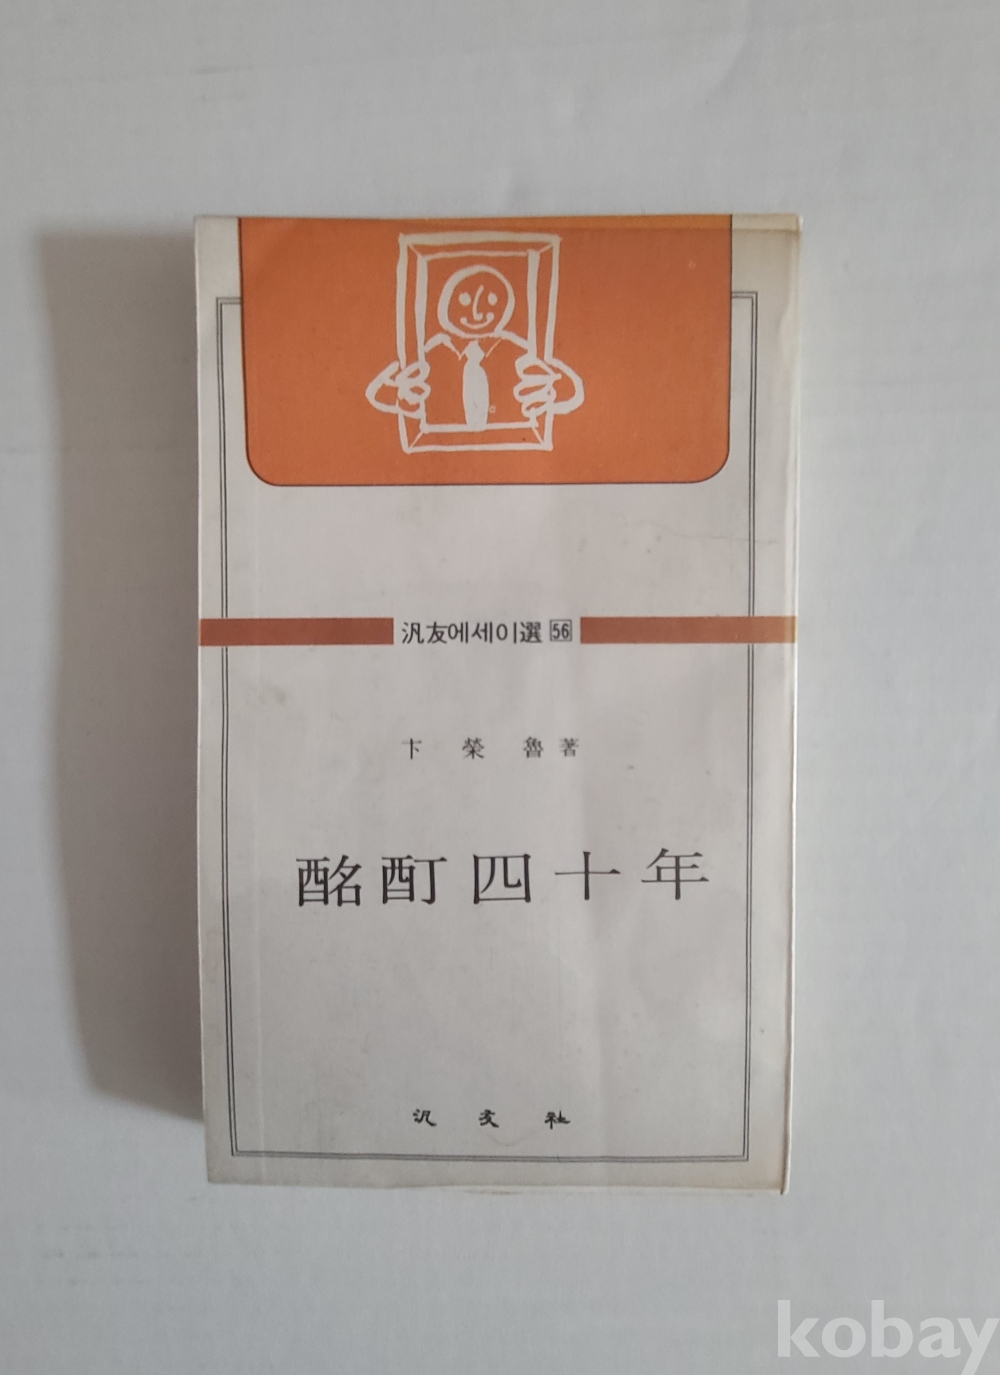 汎友에세이選 56
卞榮魯著
酩酊四十年
汎友社
kobay